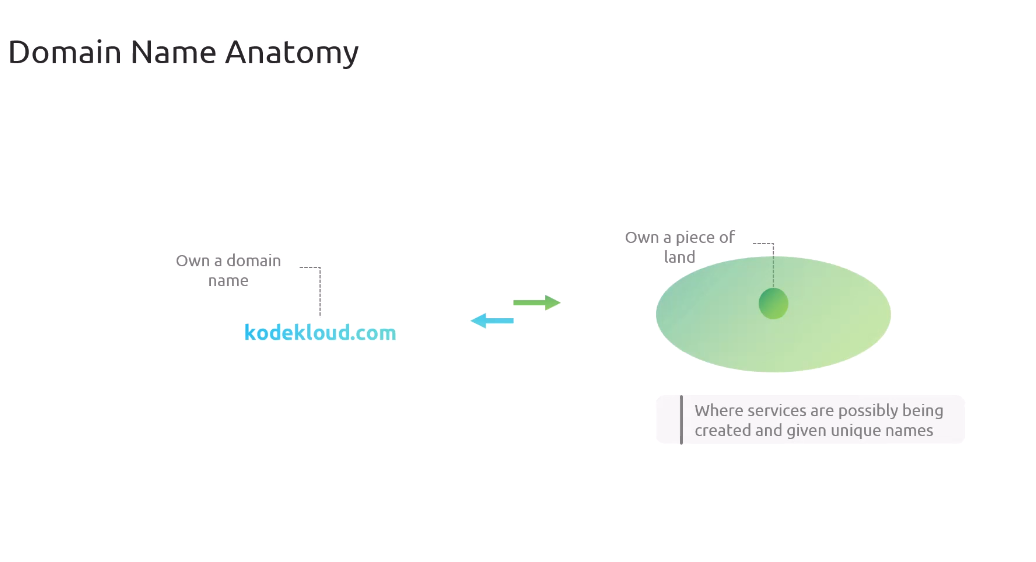 Domain Name Anatomy
Own a domain
name
kodekloud.com
Own a piece of
land
Where services are possibly being
created and given unique names